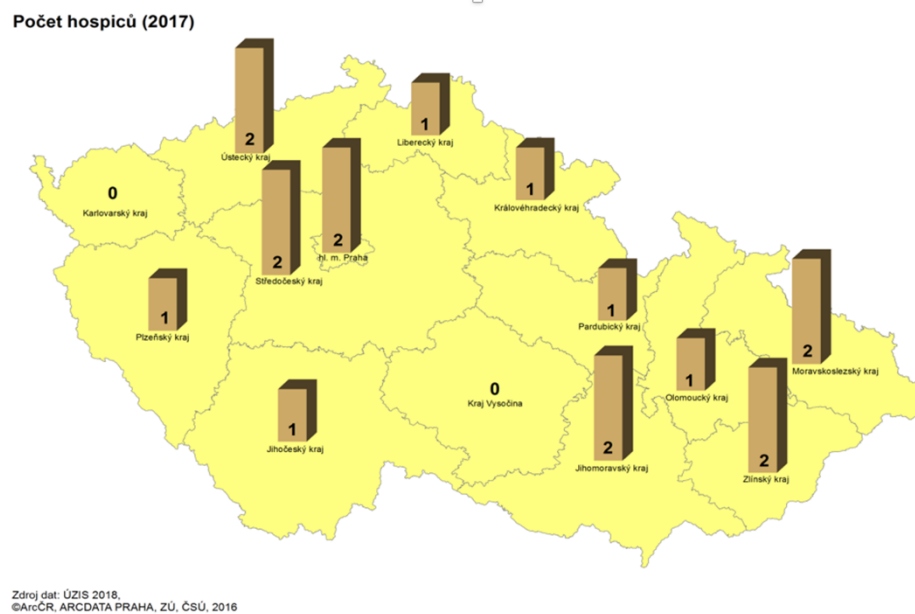 Počet hospiců (2017)
2
Ústecký kraj
1
Liberecký kraj
0
Karlovarský kraj
2
Středočeský kraj
2
hl. m. Praha
1
Královéhradecký kraj
1
Plzeňský kraj
1
Pardubický kraj
2
Moravskoslezský kraj
1
Olomoucký kraj
0
Kraj Vysočina
1
Jihočeský kraj
2
Jihomoravský kraj
2
Zlínský kraj
Zdroj dat: ÚZIS 2018,
©ArcČR, ARCDATA PRAHA, ZÚ, ČSÚ, 2016